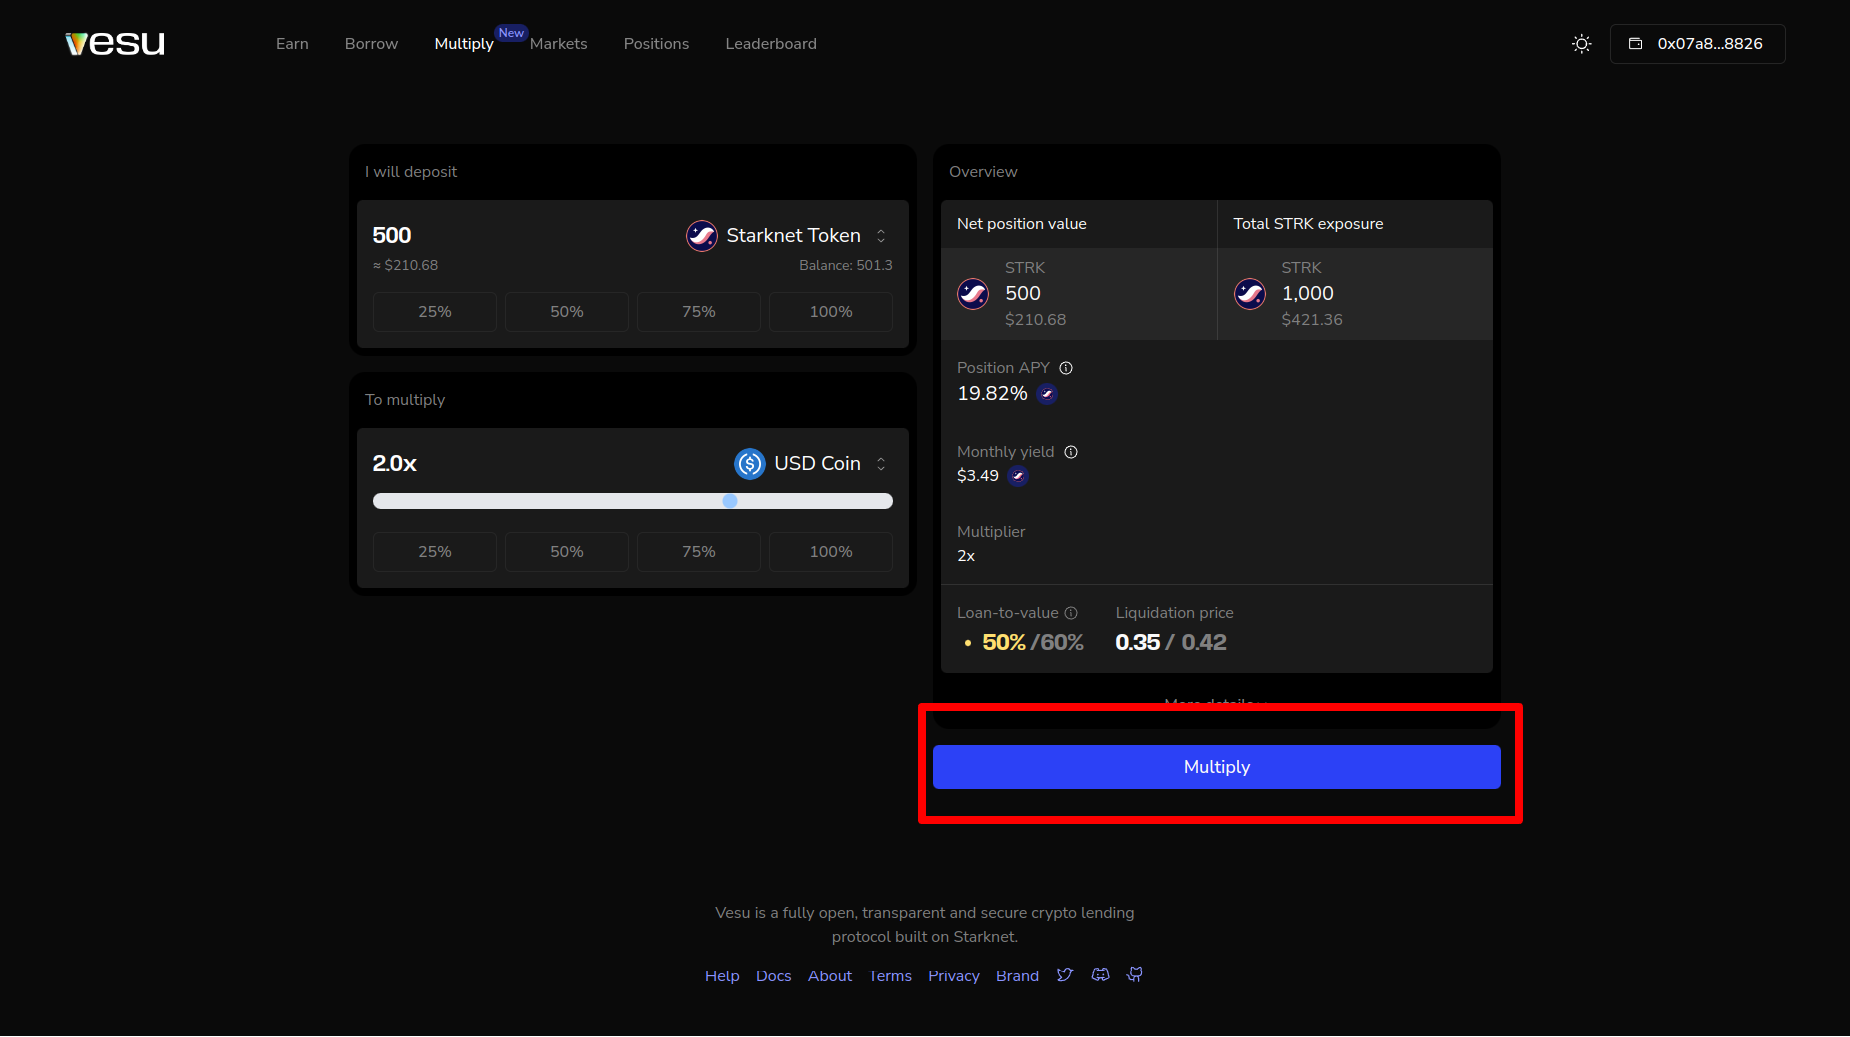 vesu
Earn
Borrow
Multiply
New
Markets
Positions
Leaderboard
0x07a8...8826
I will deposit
500
Starknet Token
≈ $210.68
Balance: 501.3
25%
50%
75%
100%
To multiply
2.0x
USD Coin
25%
50%
75%
100%
Overview
Net position value
Total STRK exposure
STRK
500
$210.68
STRK
1,000
$421.36
Position APY
19.82%
Monthly yield
$3.49
Multiplier
2x
Loan-to-value
Liquidation price
50% /60%
0.35 / 0.42
More details
Multiply
Vesu is a fully open, transparent and secure crypto lending
protocol built on Starknet.
Help
Docs
About
Terms
Privacy
Brand